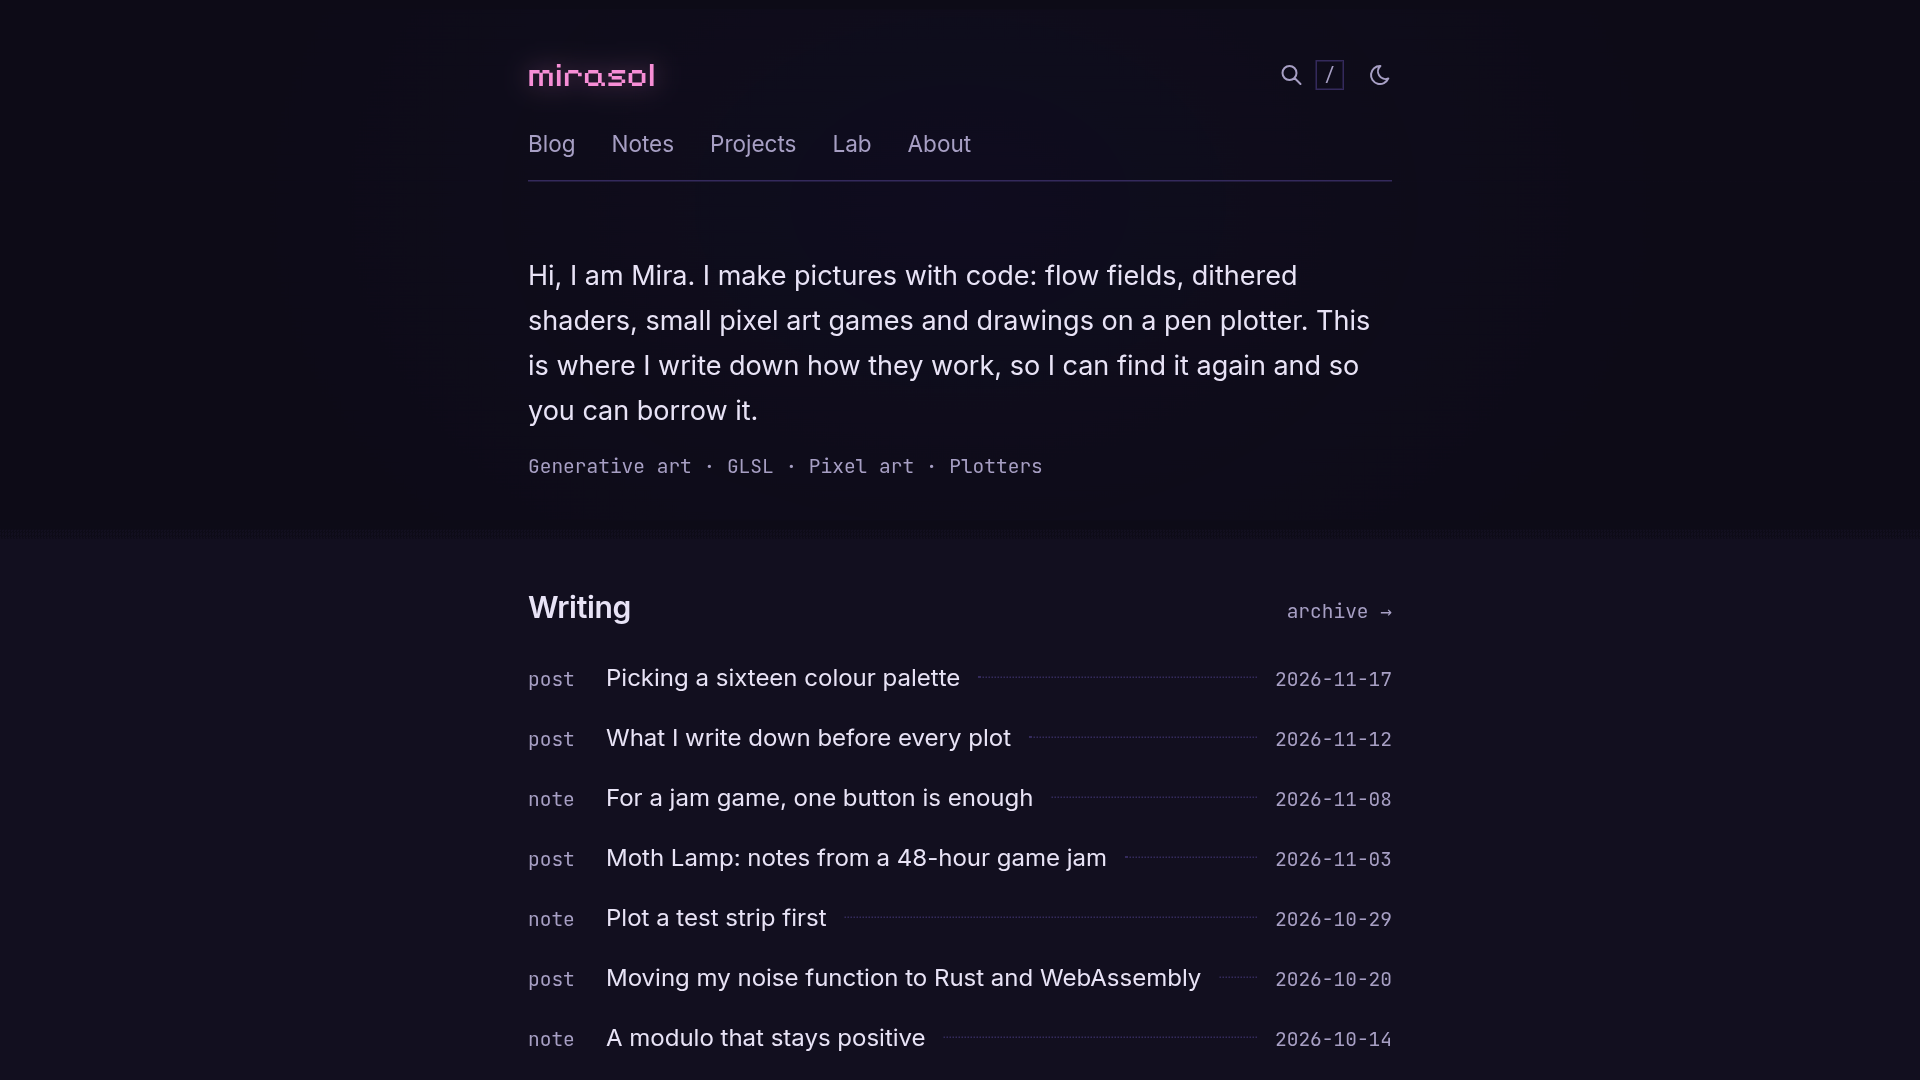 mirasol
/
Blog Notes Projects Lab About
Hi, I am Mira. I make pictures with code: flow fields, dithered
shaders, small pixel art games and drawings on a pen plotter. This
is where I write down how they work, so I can find it again and so
you can borrow it.
Generative art · GLSL · Pixel art · Plotters
Writing archive →
post Picking a sixteen colour palette 2026-11-17
post What I write down before every plot 2026-11-12
note For a jam game, one button is enough 2026-11-08
post Moth Lamp: notes from a 48-hour game jam 2026-11-03
note Plot a test strip first 2026-10-29
post Moving my noise function to Rust and WebAssembly 2026-10-20
note A modulo that stays positive 2026-10-14